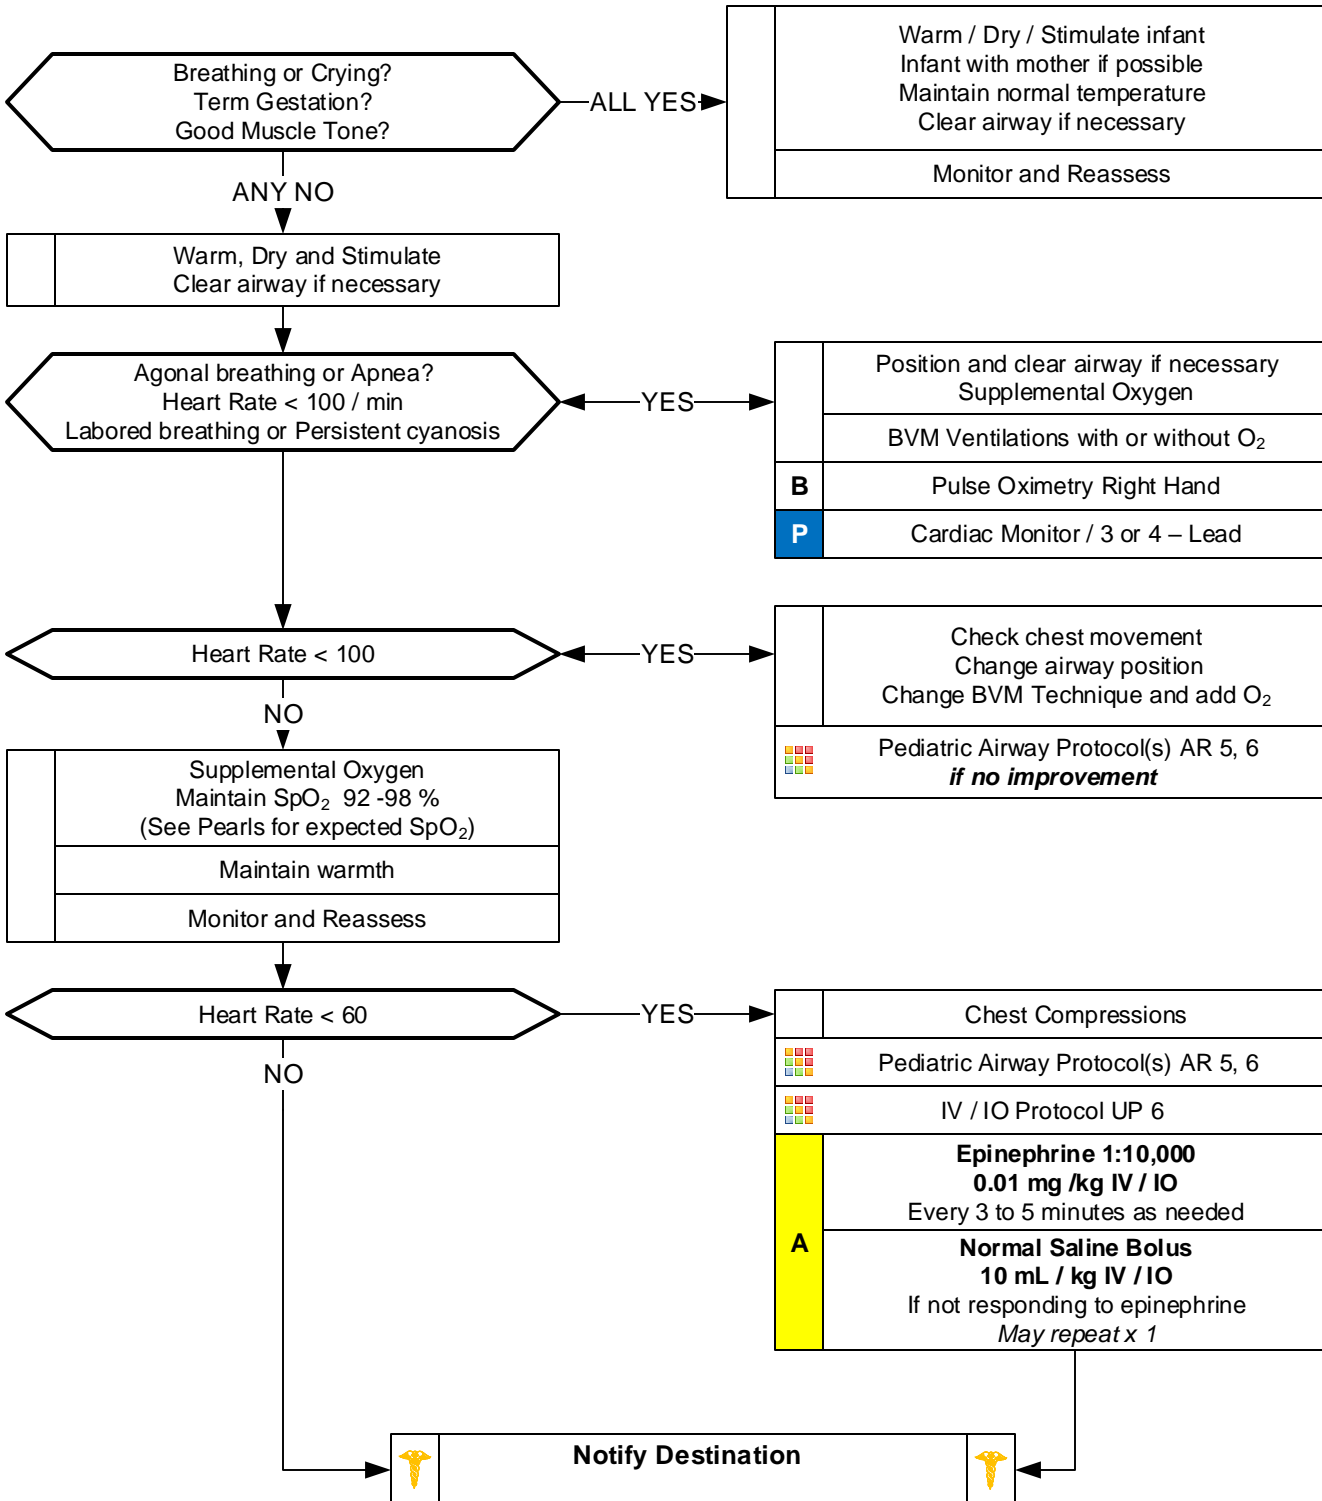 Breathing or Crying?
Term Gestation?
Good Muscle Tone?
ALL YES
Warm / Dry / Stimulate infant
Infant with mother if possible
Maintain normal temperature
Clear airway if necessary
Monitor and Reassess
ANY NO
Warm, Dry and Stimulate
Clear airway if necessary
Agonal breathing or Apnea?
Heart Rate < 100 / min
Labored breathing or Persistent cyanosis
YES
Position and clear airway if necessary
Supplemental Oxygen
BVM Ventilations with or without O₂
B
Pulse Oximetry Right Hand
P
Cardiac Monitor / 3 or 4 – Lead
Heart Rate < 100
YES
Check chest movement
Change airway position
Change BVM Technique and add O₂
Pediatric Airway Protocol(s) AR 5, 6
if no improvement
NO
Supplemental Oxygen
Maintain SpO₂ 92 -98 %
(See Pearls for expected SpO₂)
Maintain warmth
Monitor and Reassess
Heart Rate < 60
YES
Chest Compressions
Pediatric Airway Protocol(s) AR 5, 6
IV / IO Protocol UP 6
A
Epinephrine 1:10,000
0.01 mg /kg IV / IO
Every 3 to 5 minutes as needed
Normal Saline Bolus
10 mL / kg IV / IO
If not responding to epinephrine
May repeat x 1
NO
Notify Destination